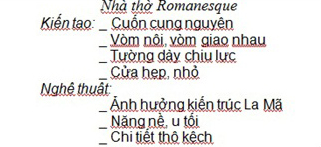 Nhà thờ Romanesque
Kiến tạo: _ Cuốn cung nguyên
_ Vòm nôi, vòm giao nhau
_ Tường dày chịu lực
_ Cửa hẹp, nhỏ
Nghệ thuất:
_ Ảnh hưởng kiến trúc La Mã
_ Nặng nề, u tối
_ Chi tiết thô kệch